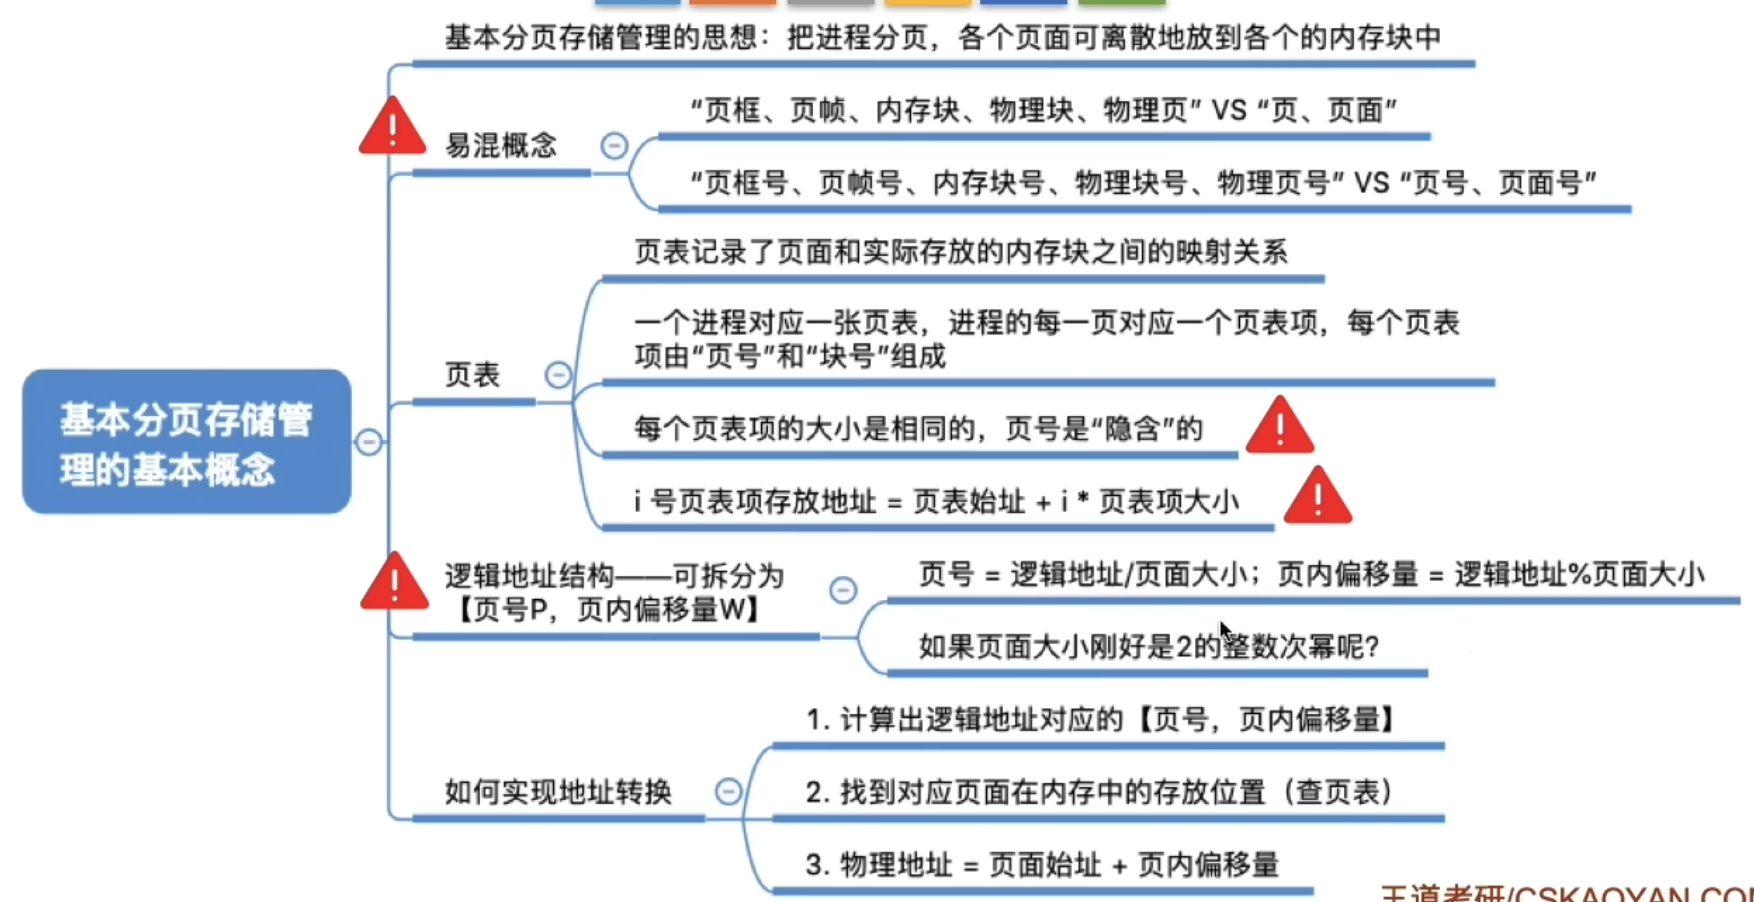 基本分页存储管理的思想：把进程分页，各个页面可离散地放到各个的内存块中
易混概念
“页框、页帧、内存块、物理块、物理页” VS “页、页面”
“页框号、页帧号、内存块号、物理块号、物理页号” VS “页号、页面号”
页表记录了页面和实际存放的内存块之间的映射关系
一个进程对应一张页表，进程的每一页对应一个页表项，每个页表
项由“页号”和“块号”组成
页表
每个页表项的大小是相同的，页号是“隐含”的
i 号页表项存放地址 = 页表始址 + i * 页表项大小
基本分页存储管
理的基本概念
逻辑地址结构——可拆分为
【页号P，页内偏移量W】
页号 = 逻辑地址/页面大小；页内偏移量 = 逻辑地址%页面大小
如果页面大小刚好是2的整数次幂呢？
如何实现地址转换
1. 计算出逻辑地址对应的【页号，页内偏移量】
2. 找到对应页面在内存中的存放位置（查页表）
3. 物理地址 = 页面始址 + 页内偏移量
王道考研/CSKAOYAN.COM